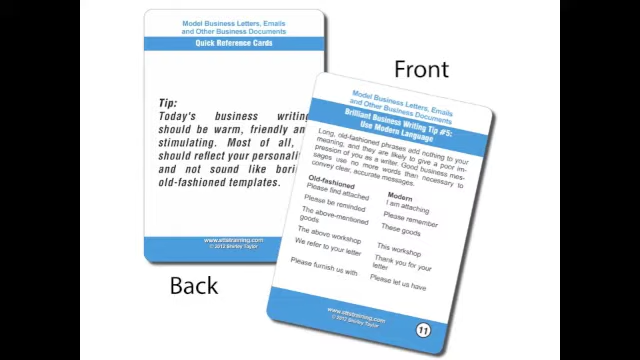 Model Business Letters, Emails
and Other Business Documents
Quick Reference Cards
Tip:
Today's business writing
should be warm, friendly an
stimulating. Most of all,
should reflect your personali
and not sound like bori
old-fashioned templates.
www.sttstraining.com
© 2012 Shirley Taylor
Back
Front
Model Business Letters, Emails
and Other Business Documents
Brilliant Business Writing Tip #5:
Use Modern Language
Long, old-fashioned phrases add nothing to your
meaning, and they are likely to give a poor im-
pression of you as a writer. Good business mes-
sages use no more words than necessary to
convey clear, accurate messages.
Old-fashioned Modern
Please find attached I am attaching
Please be reminded Please remember
The above-mentioned These goods
goods
The above workshop This workshop
We refer to your letter Thank you for your
letter
Please furnish us with Please let us have
www.sttstraining.com
© 2012 Shirley Taylor
11